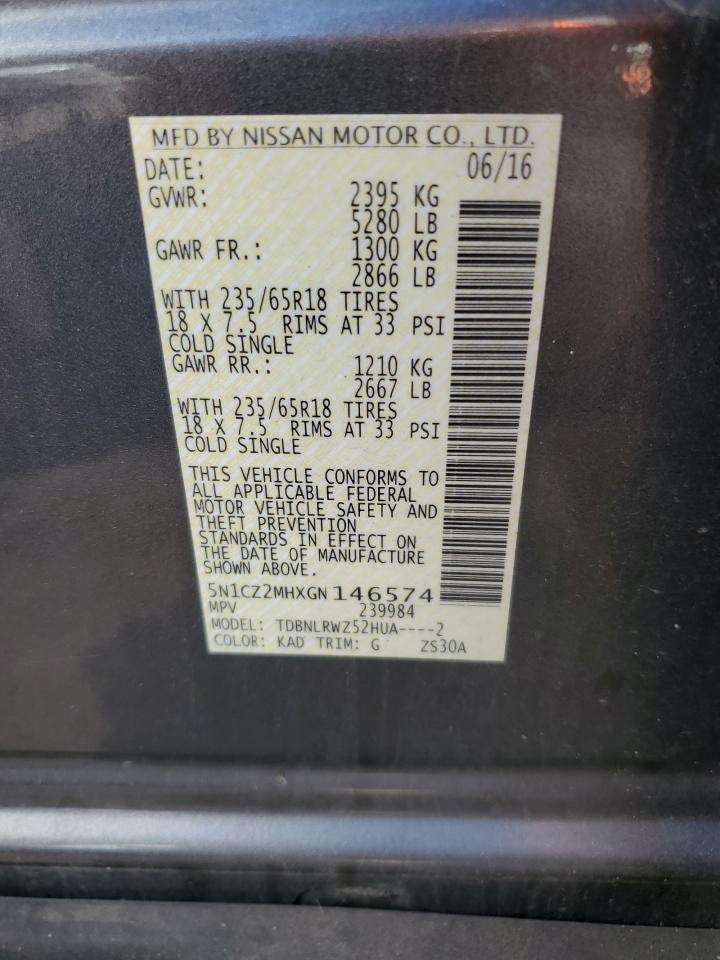 MFD BY NISSAN MOTOR CO., LTD.
DATE: 06/16
GVWR: 2395 KG
5280 LB
GAWR FR.: 1300 KG
2866 LB
WITH 235/65R18 TIRES
18 X 7.5 RIMS AT 33 PSI
COLD SINGLE
GAWR RR.: 1210 KG
2667 LB
WITH 235/65R18 TIRES
18 X 7.5 RIMS AT 33 PSI
COLD SINGLE
THIS VEHICLE CONFORMS TO
ALL APPLICABLE FEDERAL
MOTOR VEHICLE SAFETY AND
THEFT PREVENTION
STANDARDS IN EFFECT ON
THE DATE OF MANUFACTURE
SHOWN ABOVE.
5N1CZ2MHXGN146574
MPV 239984
MODEL: TDBNLRWZ52HUA----2
COLOR: KAD TRIM: G ZS30A